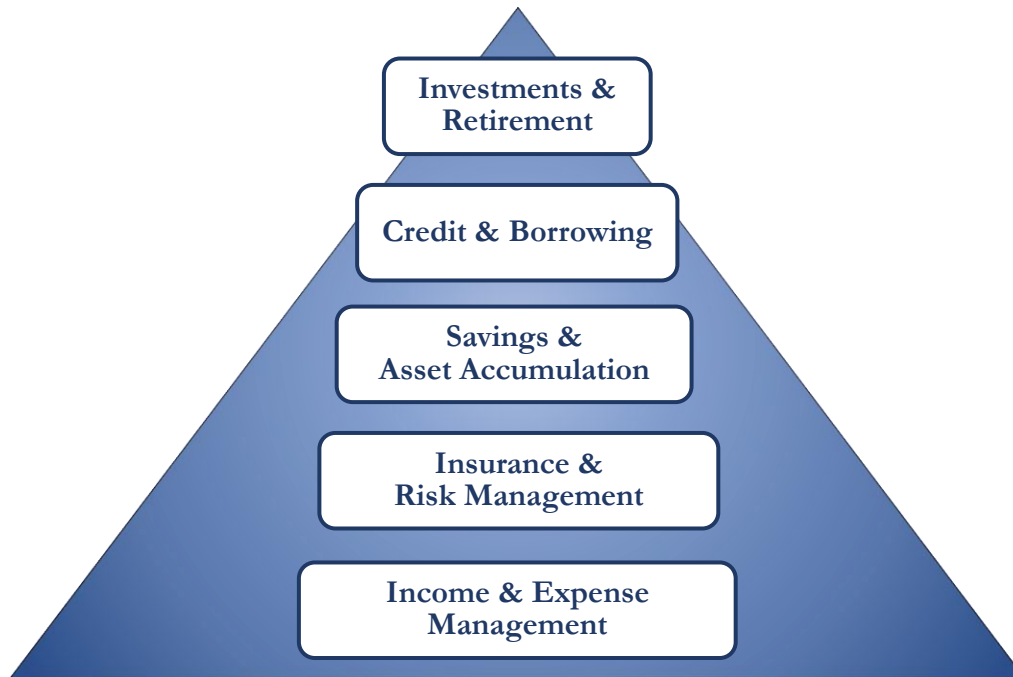 Investments &
Retirement
Credit & Borrowing
Savings &
Asset Accumulation
Insurance &
Risk Management
Income & Expense
Management